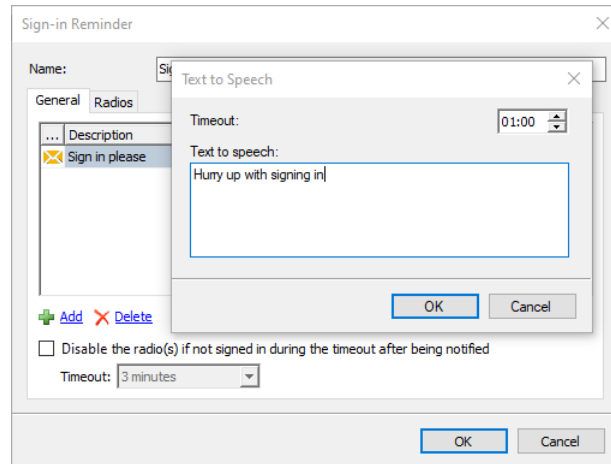 Sign-in Reminder
Name:
Text to Speech
General Radios
Timeout: 01:00
... Description
Text to speech:
Sign in please
Hurry up with signing in
OK Cancel
Add Delete
Disable the radio(s) if not signed in during the timeout after being notified
Timeout: 3 minutes
OK Cancel